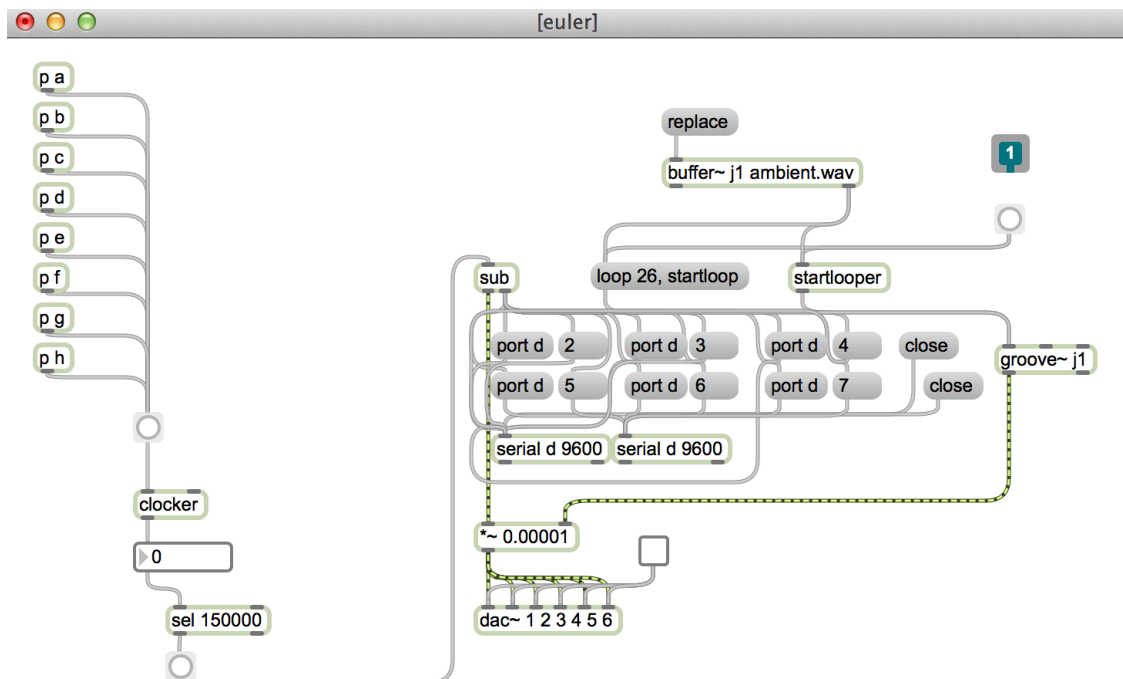 [euler]
p a
p b
p c
p d
p e
p f
p g
p h
replace
buffer~ j1 ambient.wav
1
sub
loop 26, startloop
startlooper
port d 2 port d 3 port d 4 close
groove~ j1
port d 5 port d 6 port d 7 close
serial d 9600 serial d 9600
clocker
0
*~ 0.00001
sel 150000
dac~ 1 2 3 4 5 6